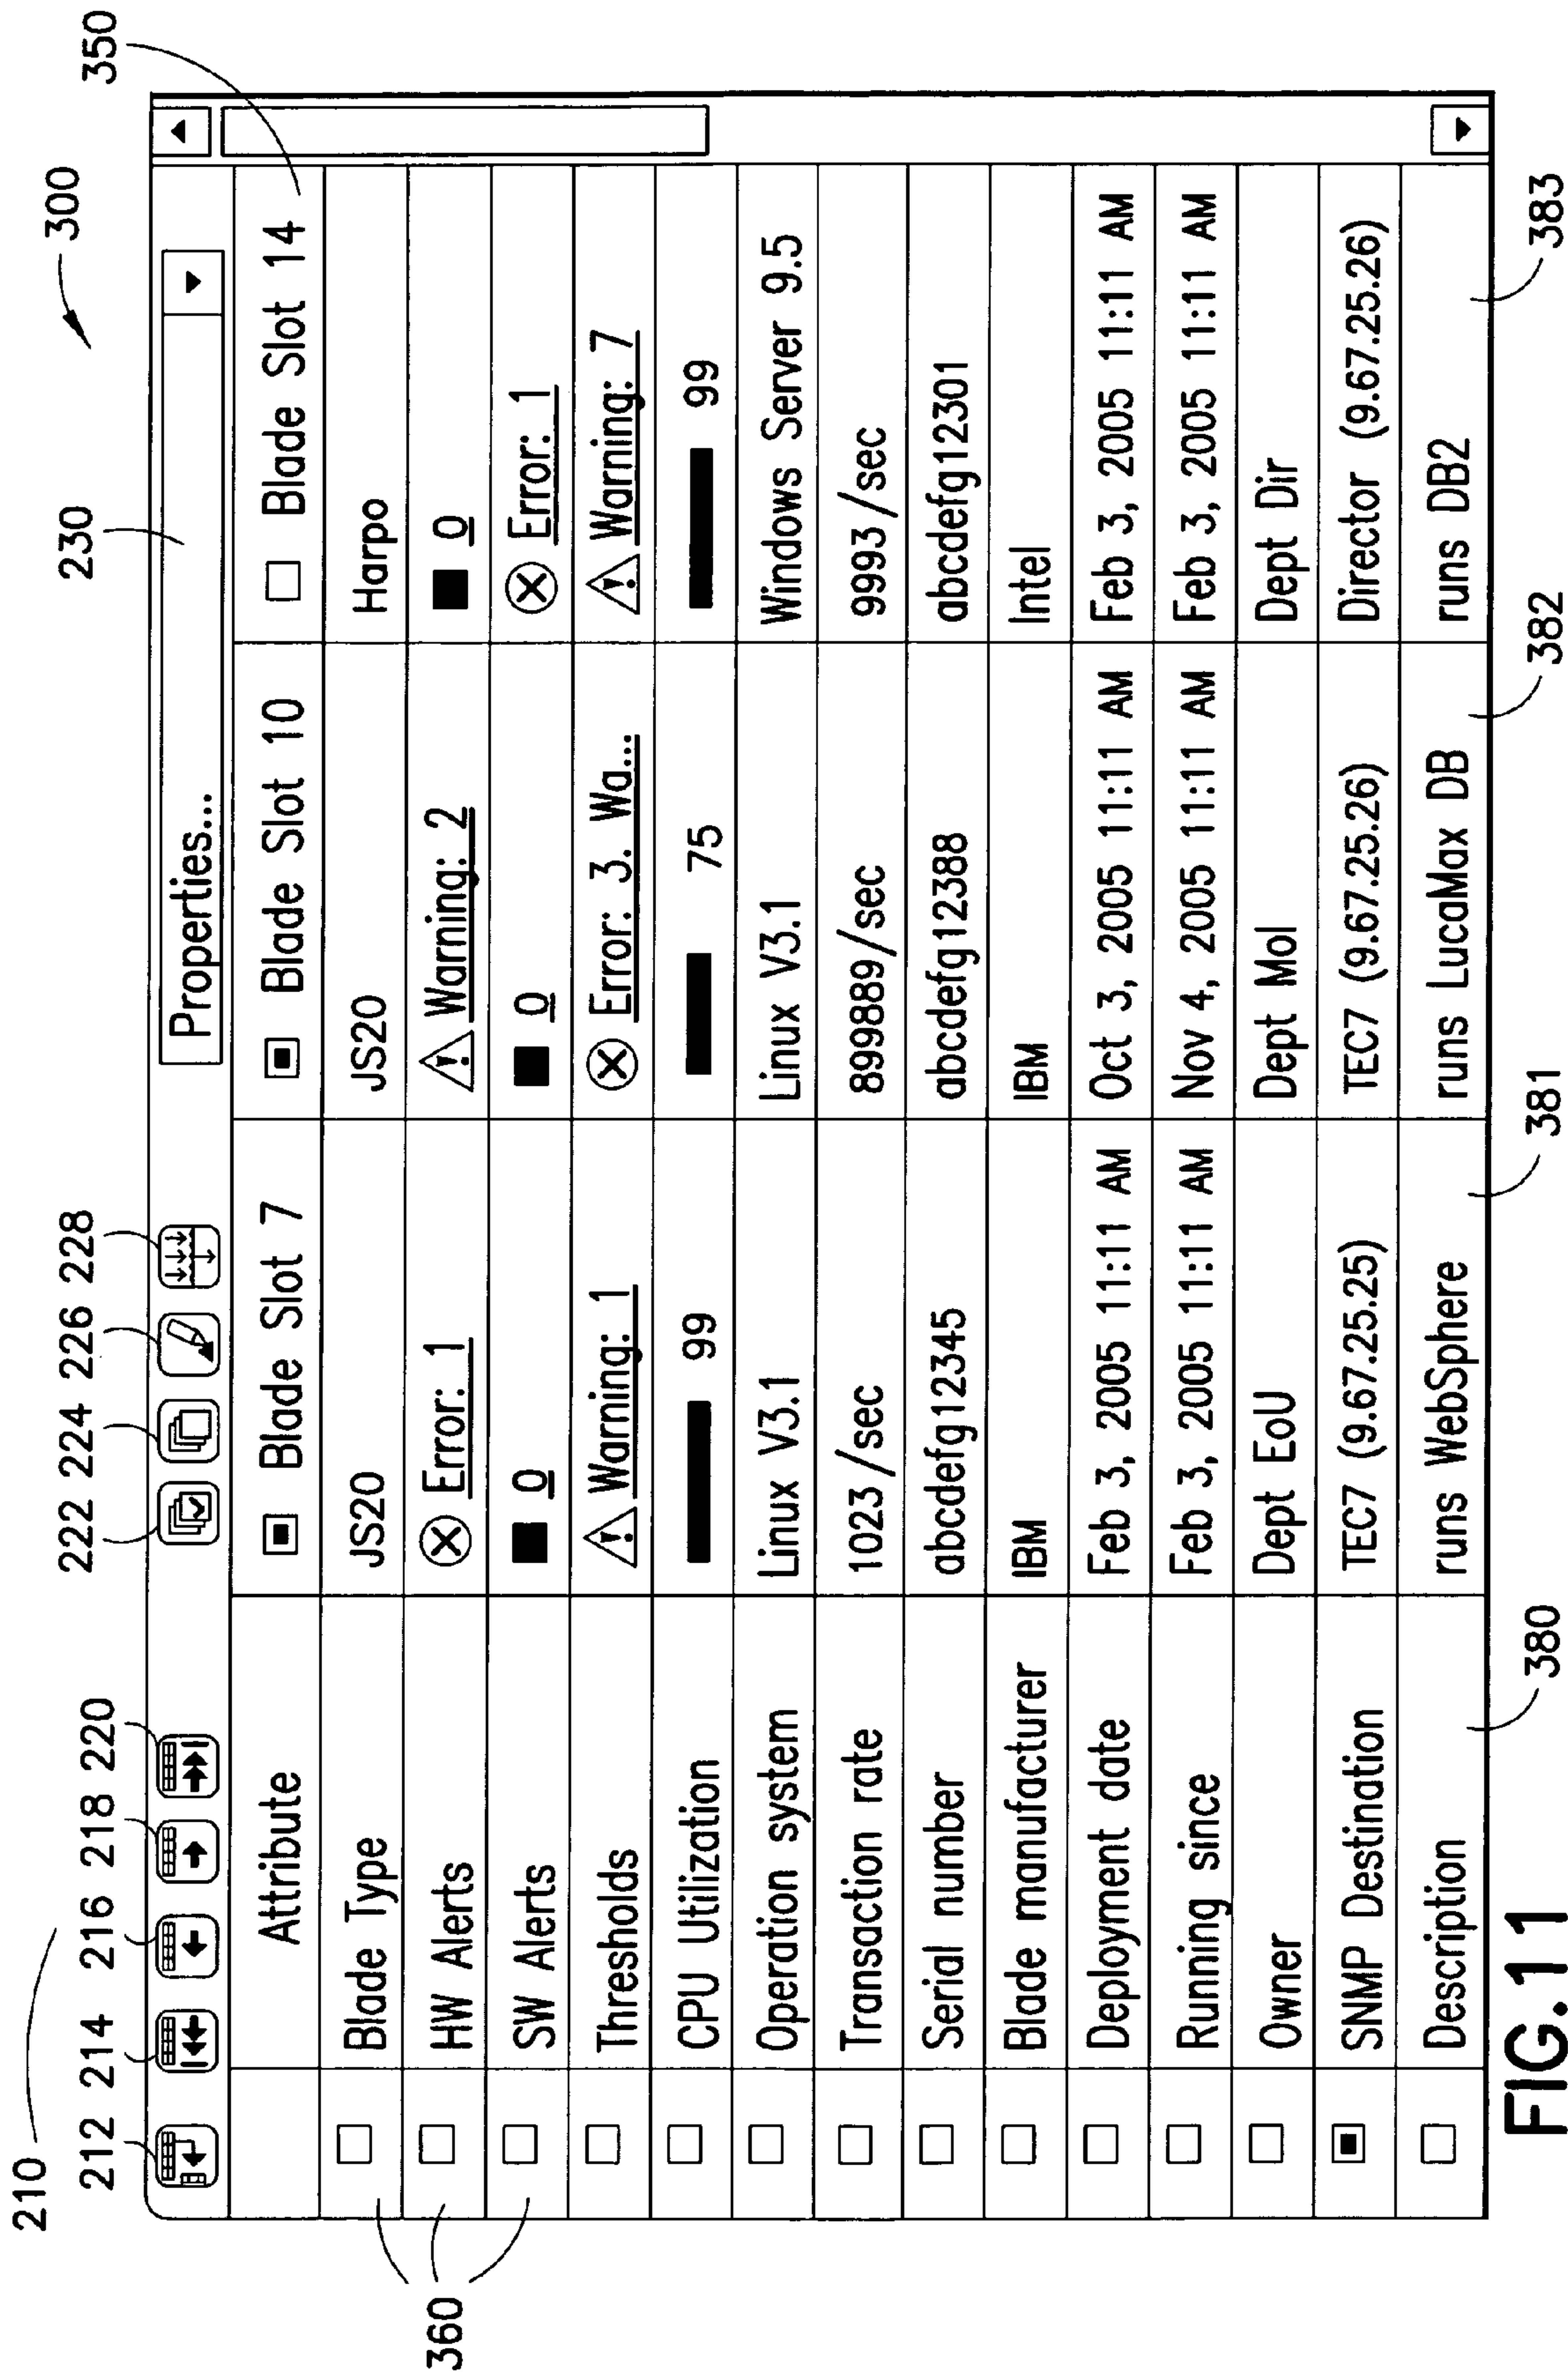 210
300
212 214 216 218 220 222 224 226 228 230 350
Properties...
Attribute Blade Slot 7 Blade Slot 10 Blade Slot 14
Blade Type JS20 JS20 Harpo
HW Alerts Error: 1 Warning: 2 0
SW Alerts 0 0 Error: 1
Thresholds Warning: 1 Error: 3. Wa... Warning: 7
CPU Utilization 99 75 99
Operation system Linux V3.1 Linux V3.1 Windows Server 9.5
Transaction rate 1023/sec 899889/sec 9993/sec
Serial number abcdefg12345 abcdefg12388 abcdefg12301
Blade manufacturer IBM IBM Intel
Deployment date Feb 3, 2005 11:11 AM Oct 3, 2005 11:11 AM Feb 3, 2005 11:11 AM
Running since Feb 3, 2005 11:11 AM Nov 4, 2005 11:11 AM Feb 3, 2005 11:11 AM
Owner Dept EoU Dept Mol Dept Dir
SNMP Destination TEC7 (9.67.25.25) TEC7 (9.67.25.26) Director (9.67.25.26)
Description runs WebSphere runs LucaMax DB runs DB2
360
380 381 382 383
FIG.11